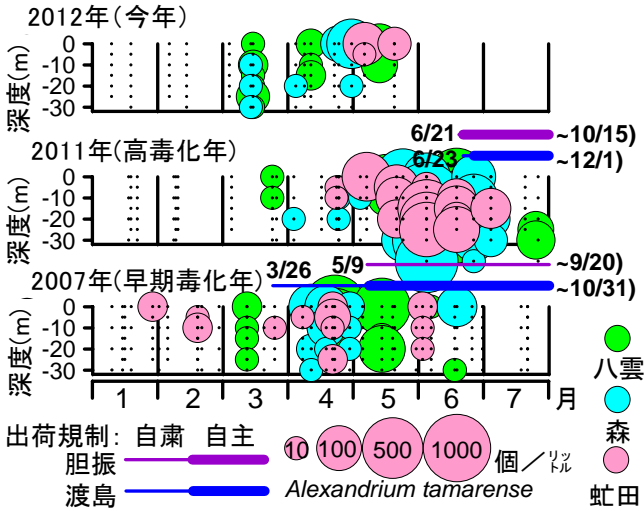 2012年(今年)
0
-10
-20
-30
深度(m)
6/21 ~10/15)
2011年(高毒化年) 6/23 ~12/1)
0
-10
-20
-30
深度(m)
5/9 ~9/20)
2007年(早期毒化年) 3/26 ~10/31)
0
-10
-20
-30
深度(m)
1 2 3 4 5 6 7 月
八雲
森
虻田
出荷規制: 自粛 自主
胆振
渡島
10 100 500 1000 個/リットル
Alexandrium tamarense